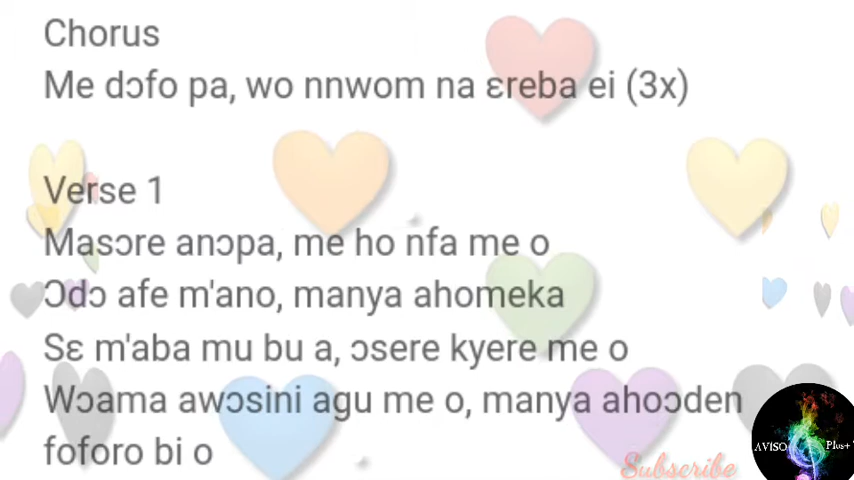 Chorus
Me dɔfo pa, wo nnwom na ɛreba ei (3x)
Verse 1
Masɔre anɔpa, me ho nfa me o
Ɔdɔ afe m'ano, manya ahomeka
Sɛ m'aba mu bu a, ɔsere kyere me o
Wɔama awɔsini agu me o, manya ahoɔden
foforo bi o
AVISO Plus+
Subscribe